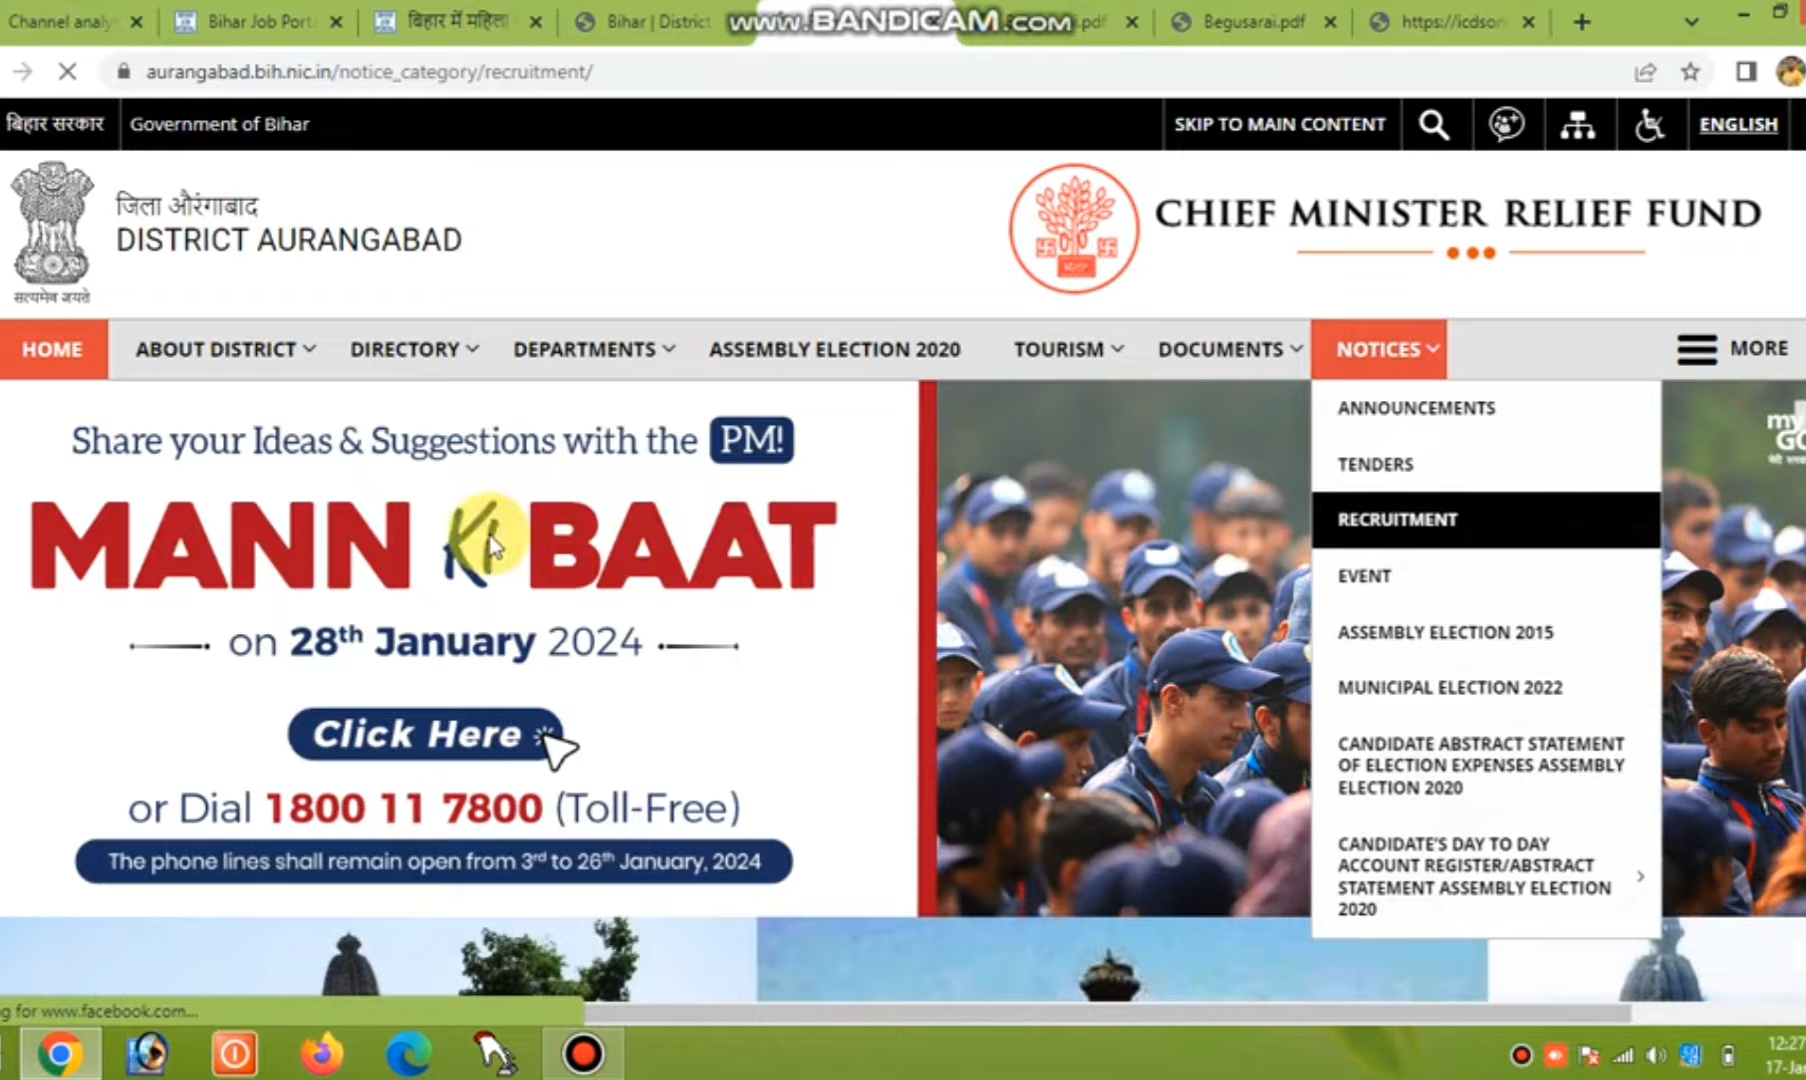 Channel analy
Bihar Job Port
बिहार में महिला
Bihar | District
www.BANDICAM.com
.pdf
Begusarai.pdf
https://icdson
aurangabad.bih.nic.in/notice_category/recruitment/
बिहार सरकार
Government of Bihar
SKIP TO MAIN CONTENT
ENGLISH
सत्यमेव जयते
जिला औरंगाबाद
DISTRICT AURANGABAD
CHIEF MINISTER RELIEF FUND
HOME
ABOUT DISTRICT
DIRECTORY
DEPARTMENTS
ASSEMBLY ELECTION 2020
TOURISM
DOCUMENTS
NOTICES
MORE
Share your Ideas & Suggestions with the PM!
MANN KI BAAT
on 28th January 2024
Click Here
or Dial 1800 11 7800 (Toll-Free)
The phone lines shall remain open from 3rd to 26th January, 2024
ANNOUNCEMENTS
TENDERS
RECRUITMENT
EVENT
ASSEMBLY ELECTION 2015
MUNICIPAL ELECTION 2022
CANDIDATE ABSTRACT STATEMENT
OF ELECTION EXPENSES ASSEMBLY
ELECTION 2020
CANDIDATE'S DAY TO DAY
ACCOUNT REGISTER/ABSTRACT
STATEMENT ASSEMBLY ELECTION
2020
my
GO
g for www.facebook.com...
12:27
17-Ja